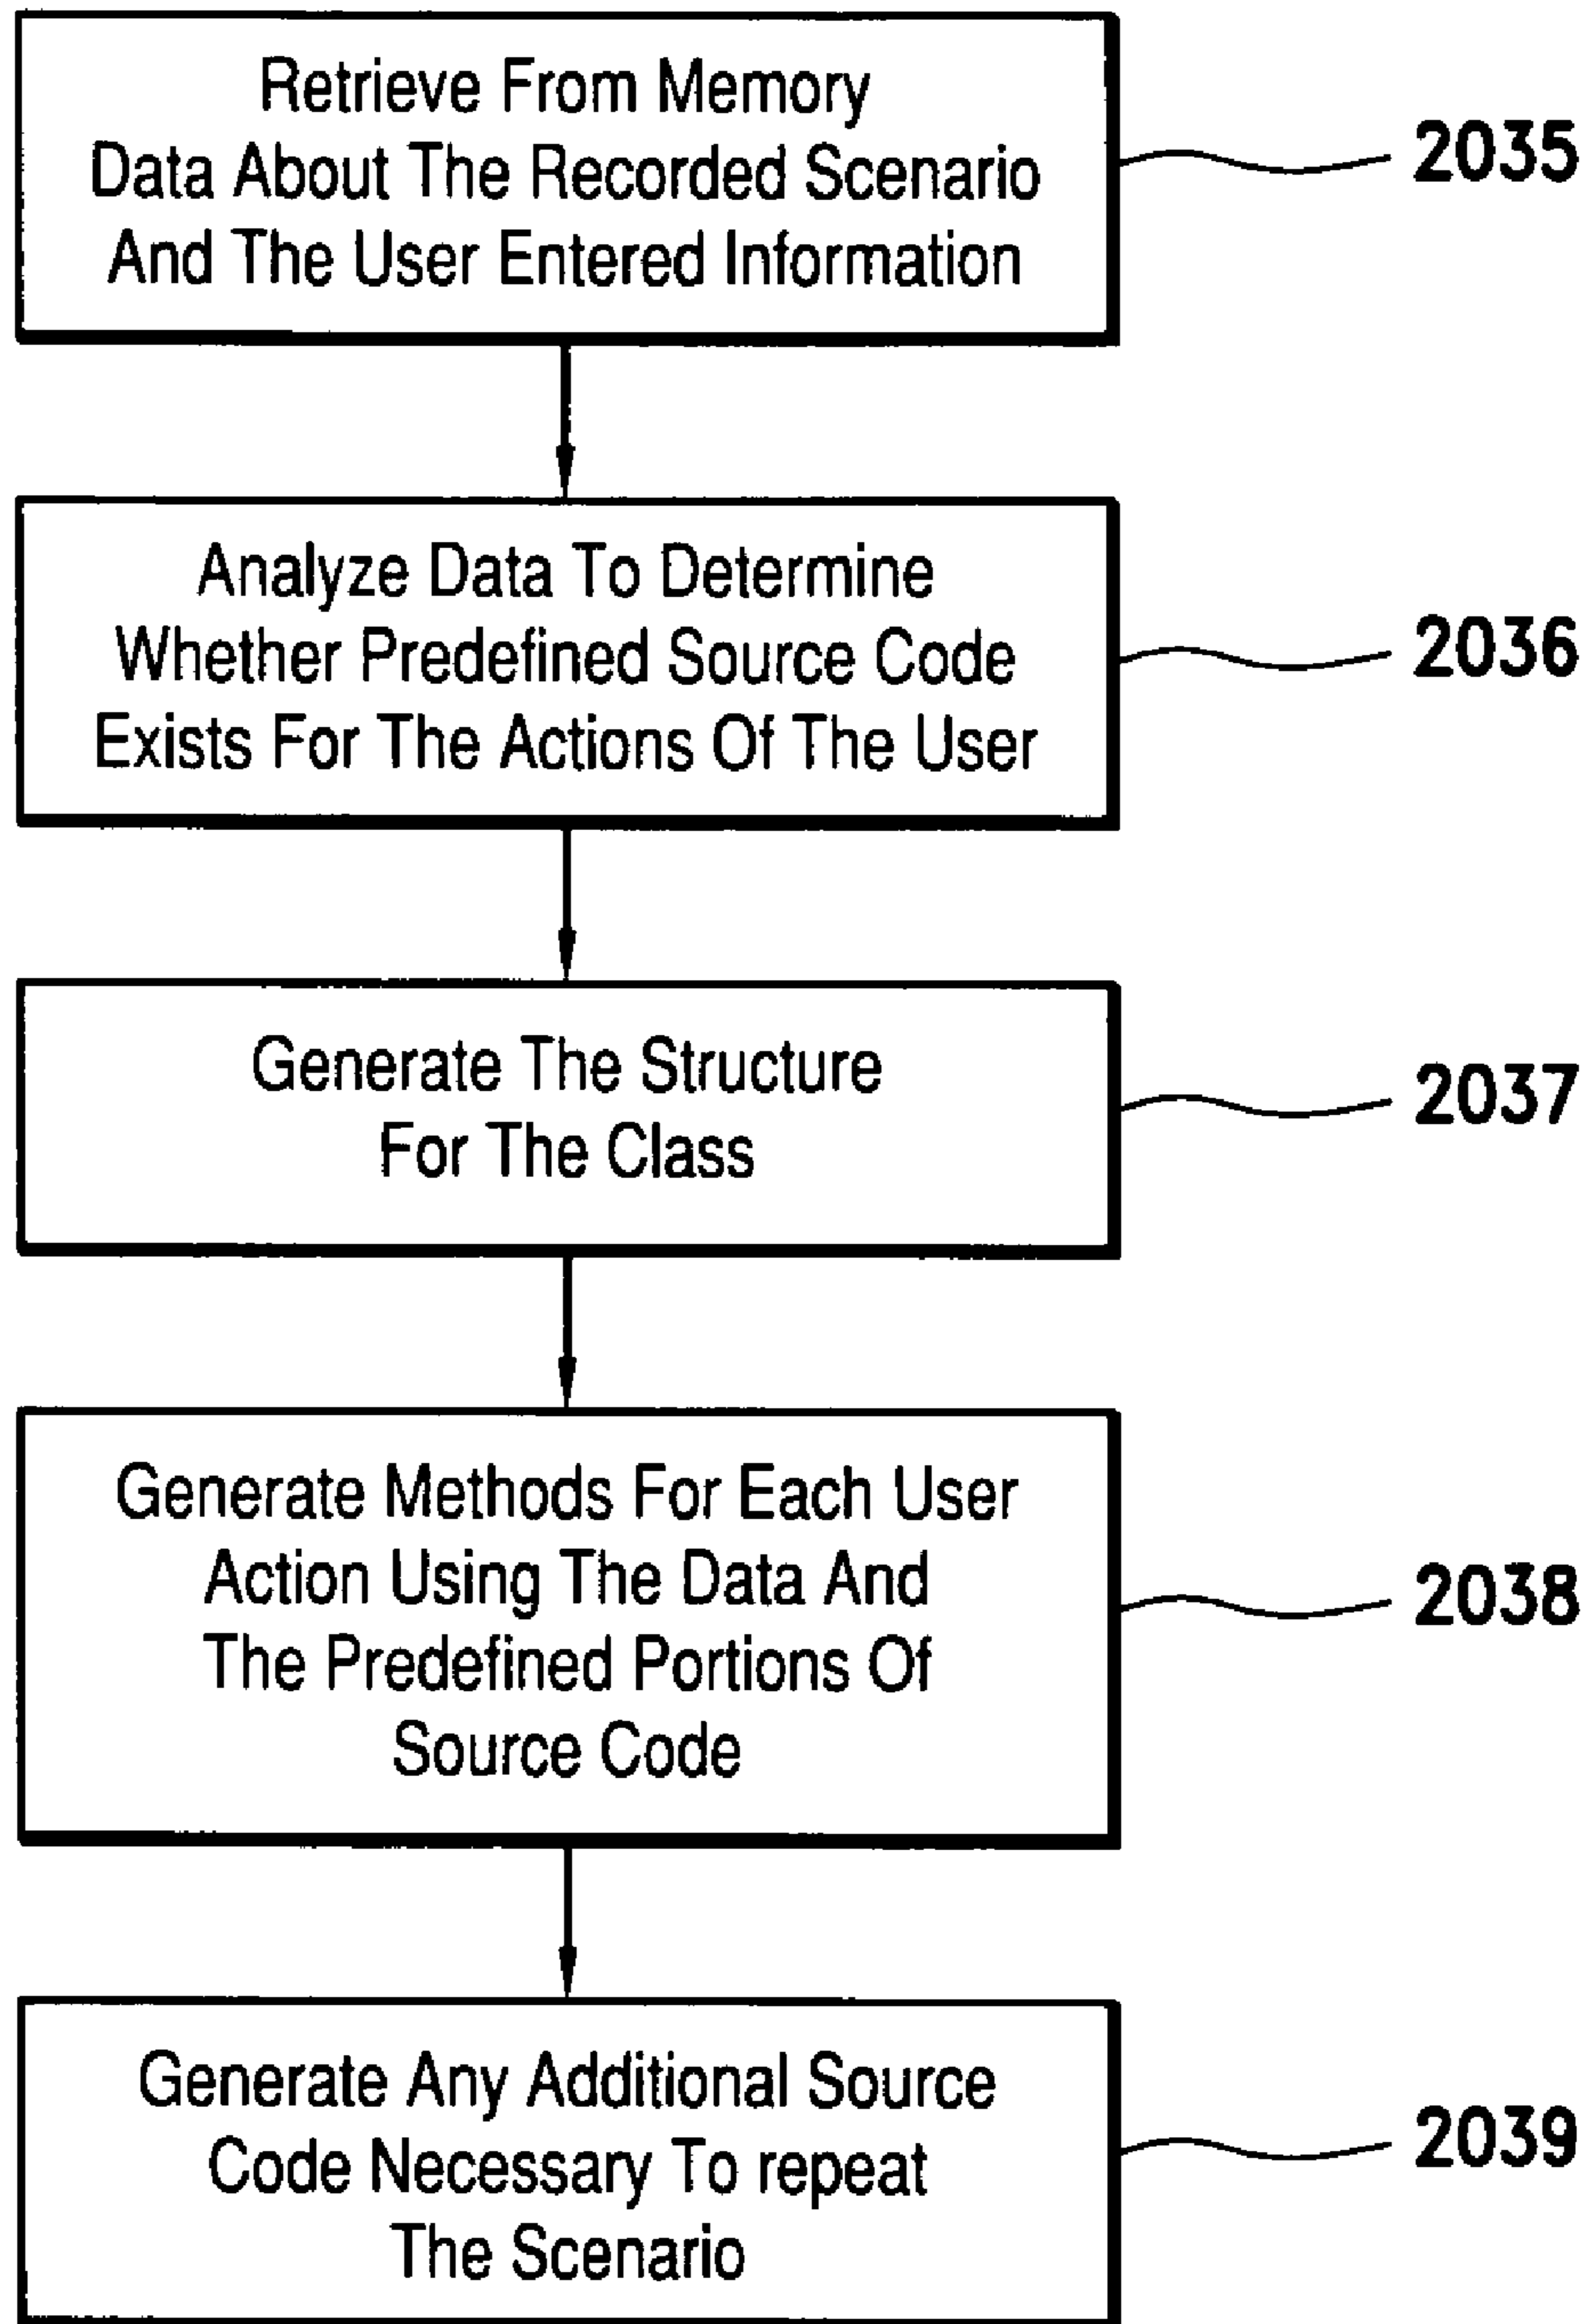 Retrieve From Memory
Data About The Recorded Scenario
And The User Entered Information
2035
Analyze Data To Determine
Whether Predefined Source Code
Exists For The Actions Of The User
2036
Generate The Structure
For The Class
2037
Generate Methods For Each User
Action Using The Data And
The Predefined Portions Of
Source Code
2038
Generate Any Additional Source
Code Necessary To repeat
The Scenario
2039